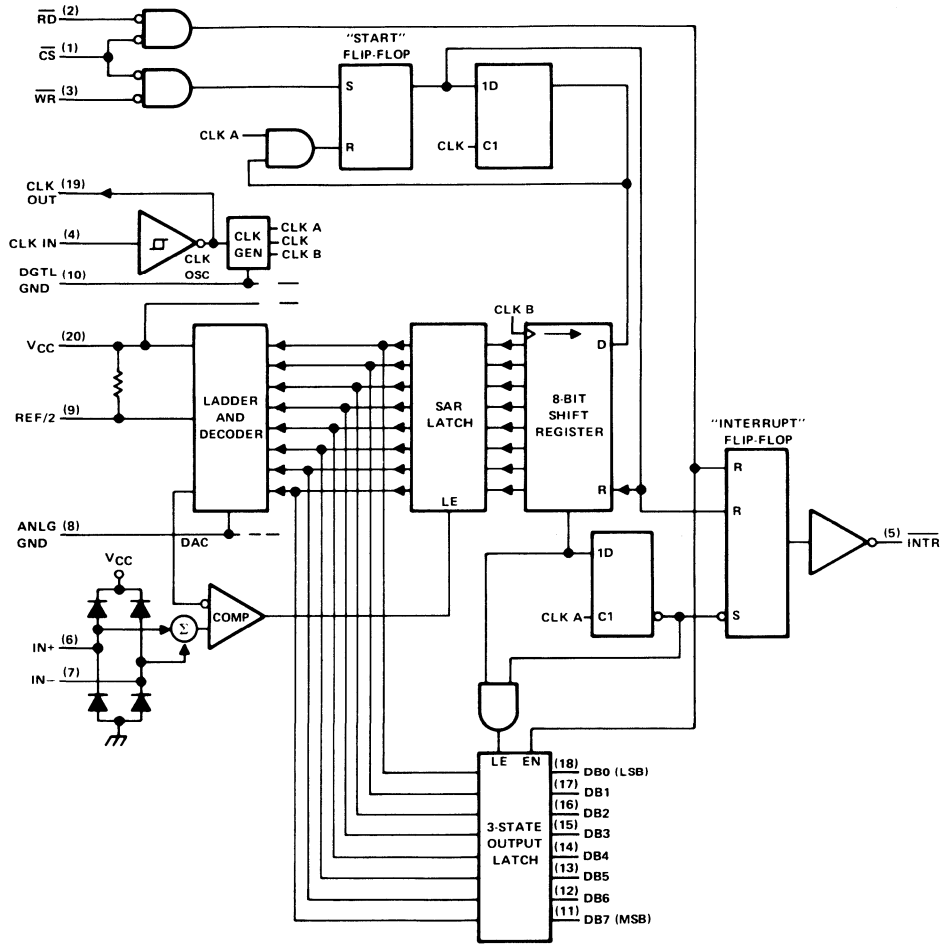 RD (2)
CS (1)
WR (3)
"START"
FLIP-FLOP
S
R
1D
C1
CLK A
CLK
CLK OUT (19)
CLK IN (4)
CLK
OSC
CLK
GEN
CLK A
CLK
CLK B
DGTL GND (10)
VCC (20)
REF/2 (9)
LADDER
AND
DECODER
SAR
LATCH
LE
CLK B
D
8-BIT
SHIFT
REGISTER
R
"INTERRUPT"
FLIP-FLOP
R
R
S
(5) INTR
ANLG GND (8)
DAC
VCC
COMP
Σ
IN+ (6)
IN− (7)
1D
CLK A
C1
LE EN
3-STATE
OUTPUT
LATCH
(18) DB0 (LSB)
(17) DB1
(16) DB2
(15) DB3
(14) DB4
(13) DB5
(12) DB6
(11) DB7 (MSB)